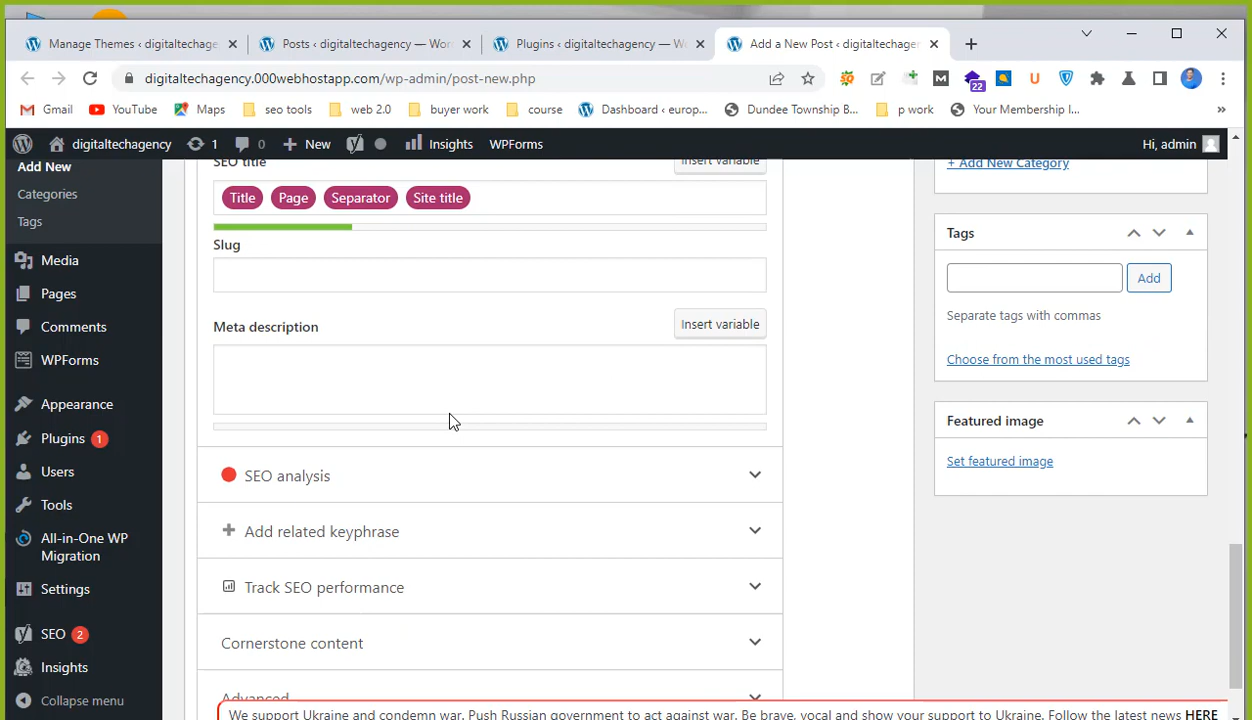 Manage Themes ‹ digitaltechage
Posts ‹ digitaltechagency — Wor
Plugins ‹ digitaltechagency — W
Add a New Post ‹ digitaltechagen
digitaltechagency.000webhostapp.com/wp-admin/post-new.php
22
Gmail
YouTube
Maps
seo tools
web 2.0
buyer work
course
Dashboard ‹ europ...
Dundee Township B...
p work
Your Membership I...
»
digitaltechagency
1
0
New
Insights
WPForms
Hi, admin
Add New
Categories
Tags
Media
Pages
Comments
WPForms
Appearance
Plugins 1
Users
Tools
All-in-One WP
Migration
Settings
SEO 2
Insights
Collapse menu
SEO title
Insert variable
Title
Page
Separator
Site title
Slug
Meta description
Insert variable
SEO analysis
Add related keyphrase
Track SEO performance
Cornerstone content
Advanced
+ Add New Category
Tags
Add
Separate tags with commas
Choose from the most used tags
Featured image
Set featured image
We support Ukraine and condemn war. Push Russian government to act against war. Be brave, vocal and show your support to Ukraine. Follow the latest news HERE